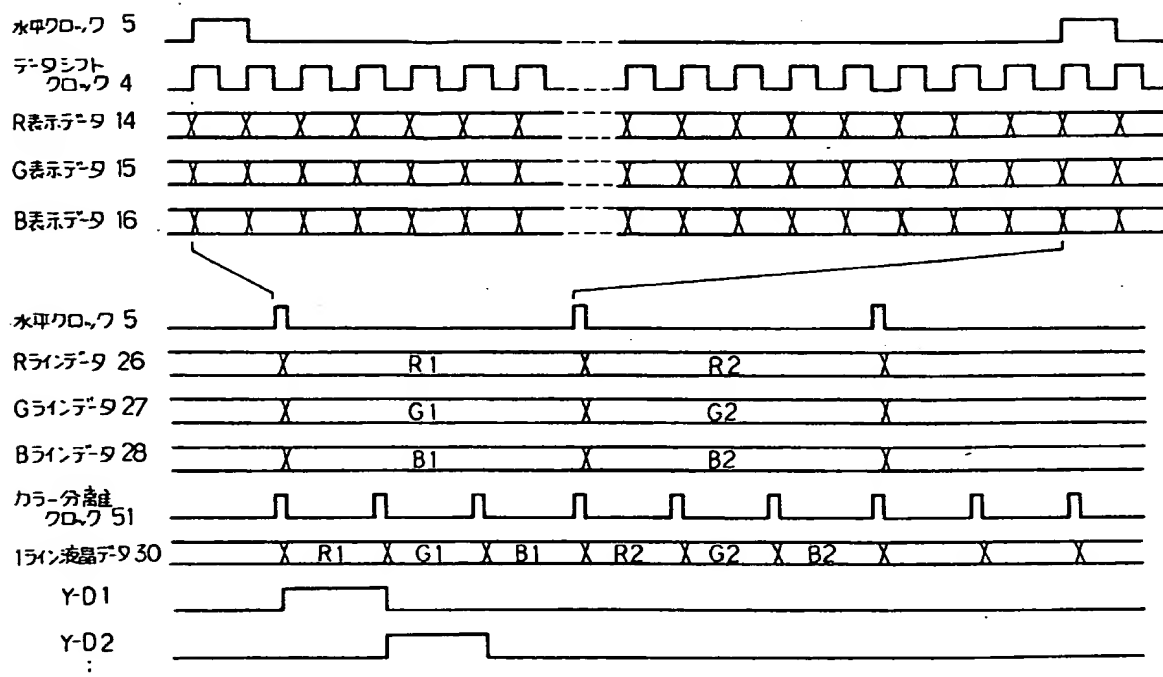 水平クロック 5
データシフト
クロック 4
R表示データ 14
G表示データ 15
B表示データ 16
水平クロック 5
Rラインデータ 26
R1 R2
Gラインデータ 27
G1 G2
Bラインデータ 28
B1 B2
カラー分離
クロック 51
1ライン液晶データ 30
R1 G1 B1 R2 G2 B2
Y-D1
Y-D2
⋮